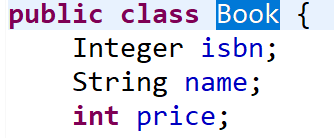 public class Book {
Integer isbn;
String name;
int price;